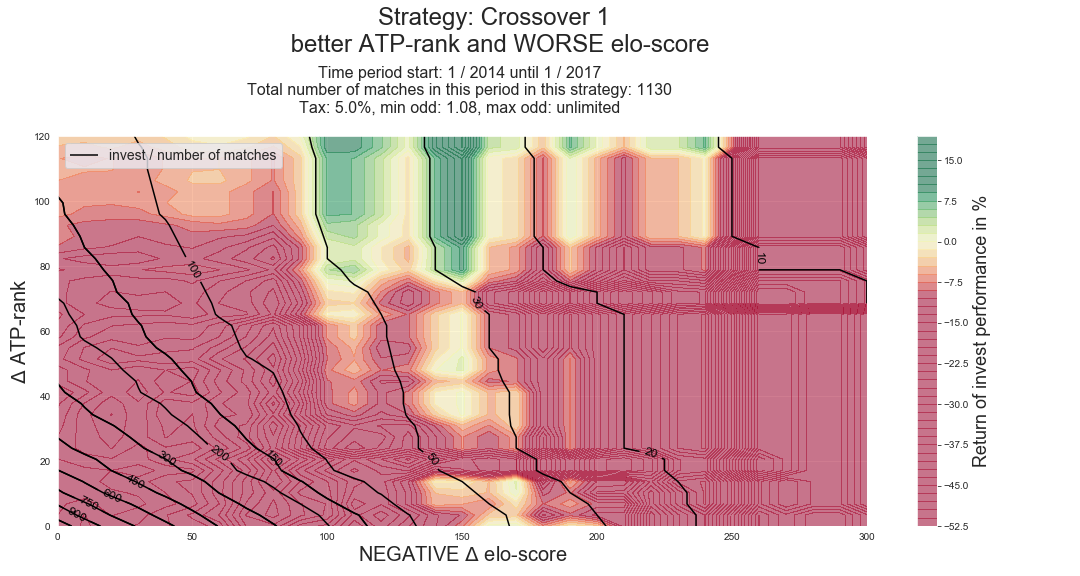 Strategy: Crossover 1
better ATP-rank and WORSE elo-score
Time period start: 1 / 2014 until 1 / 2017
Total number of matches in this period in this strategy: 1130
Tax: 5.0%, min odd: 1.08, max odd: unlimited
invest / number of matches
120
100
80
60
40
20
0
Δ ATP-rank
0 50 100 150 200 250 300
NEGATIVE Δ elo-score
100
30
10
50
20
150
200
300
450
600
750
900
15.0
7.5
0.0
−7.5
−15.0
−22.5
−30.0
−37.5
−45.0
−52.5
Return of invest performance in %